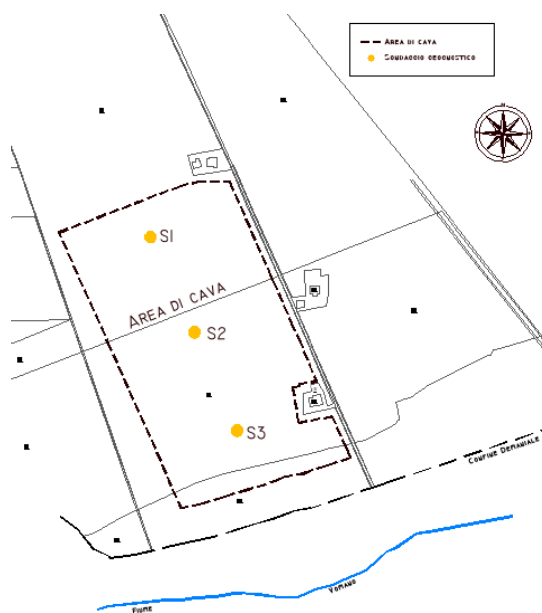 AREA DI CAVA
SONDAGGIO GEOGNOSTICO
S1
AREA DI CAVA
S2
S3
CONFINE DEMANIALE
FIUME
VOMANO